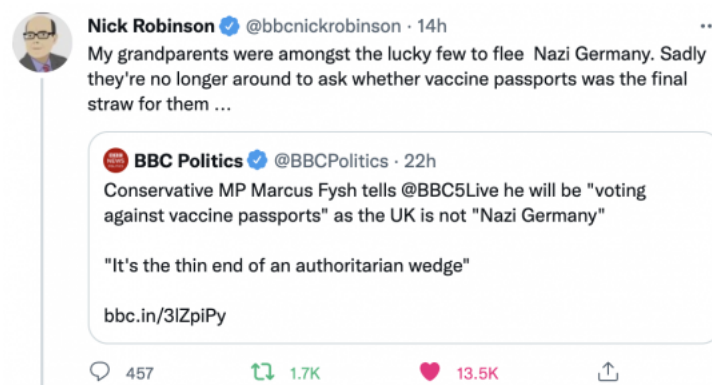 Nick Robinson @bbcnickrobinson · 14h
My grandparents were amongst the lucky few to flee Nazi Germany. Sadly
they're no longer around to ask whether vaccine passports was the final
straw for them ...
BBC Politics @BBCPolitics · 22h
Conservative MP Marcus Fysh tells @BBC5Live he will be "voting
against vaccine passports" as the UK is not "Nazi Germany"
"It's the thin end of an authoritarian wedge"
bbc.in/3lZpiPy
457 1.7K 13.5K